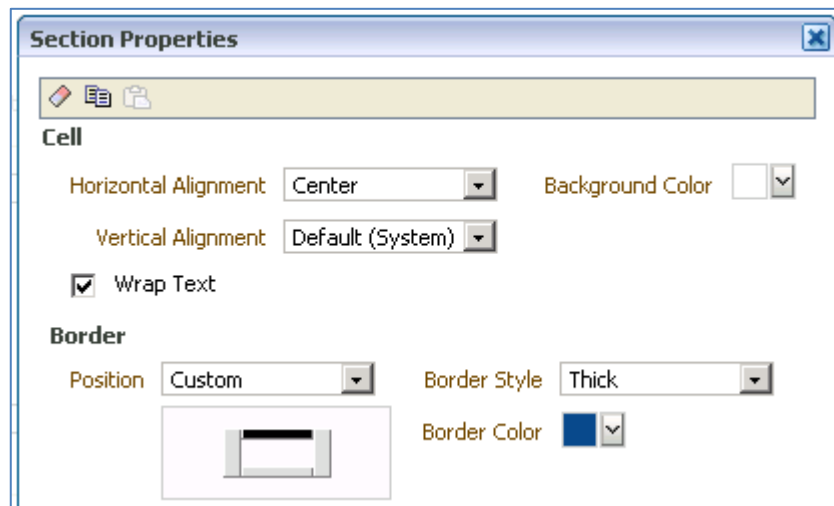 Section Properties
Cell
Horizontal Alignment Center Background Color
Vertical Alignment Default (System)
Wrap Text
Border
Position Custom Border Style Thick
Border Color